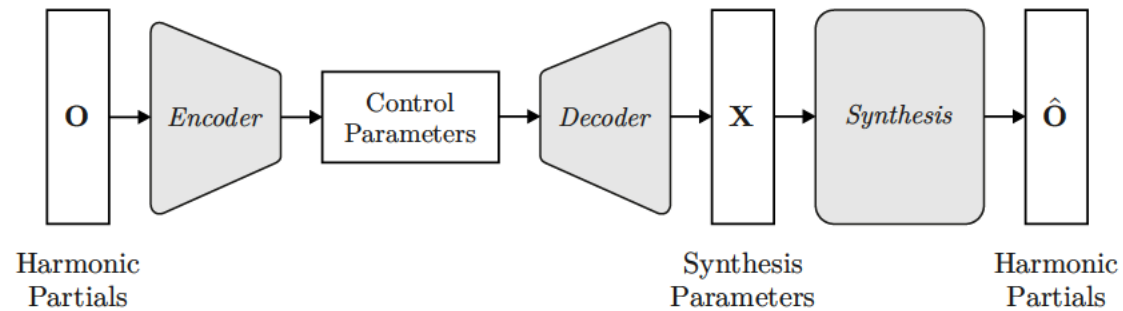 O
Encoder
Control
Parameters
Decoder
X
Synthesis
Ô
Harmonic
Partials
Synthesis
Parameters
Harmonic
Partials